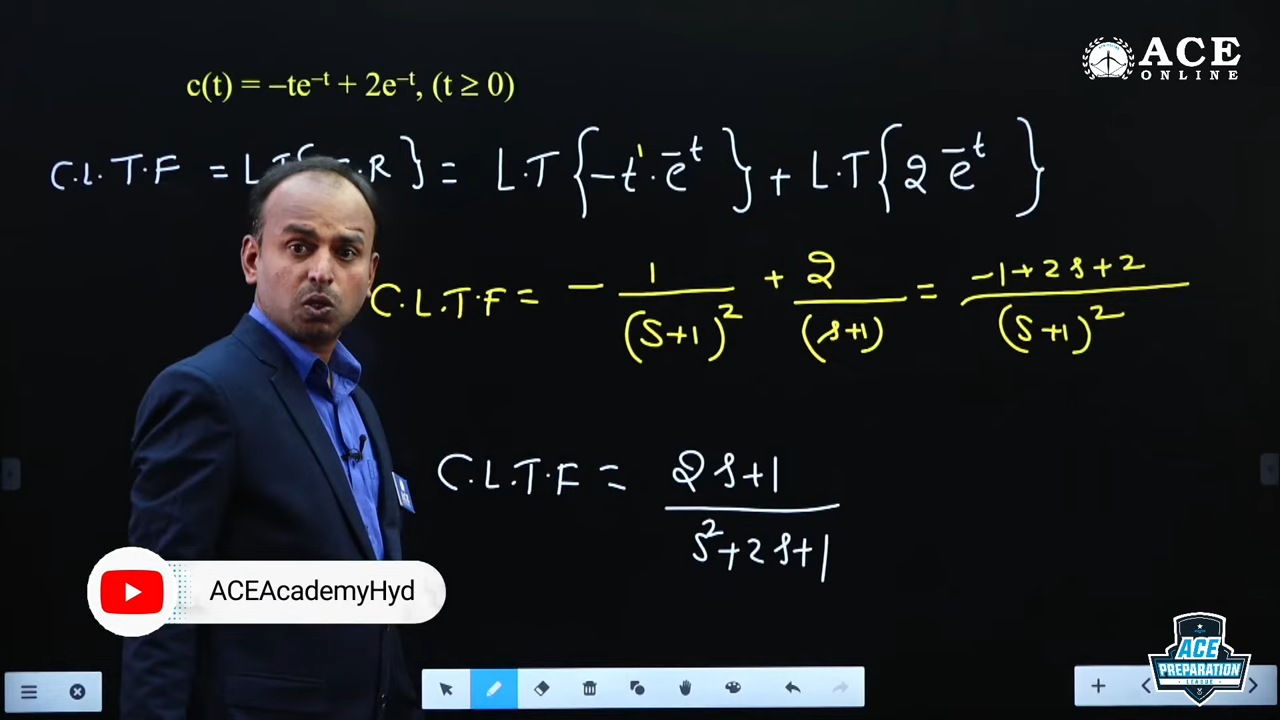 ACE
ONLINE
c(t) = –te⁻ᵗ + 2e⁻ᵗ, (t ≥ 0)
C.L.T.F = L.T{ .R} = L.T{-t¹.e⁻ᵗ} + L.T{2 e⁻ᵗ}
C.L.T.F = - 1/(s+1)² + 2/(s+1) = -1+2s+2/(s+1)²
C.L.T.F = 2s+1/s²+2s+1
ACEAcademyHyd
ACE
PREPARATION
LEAGUE